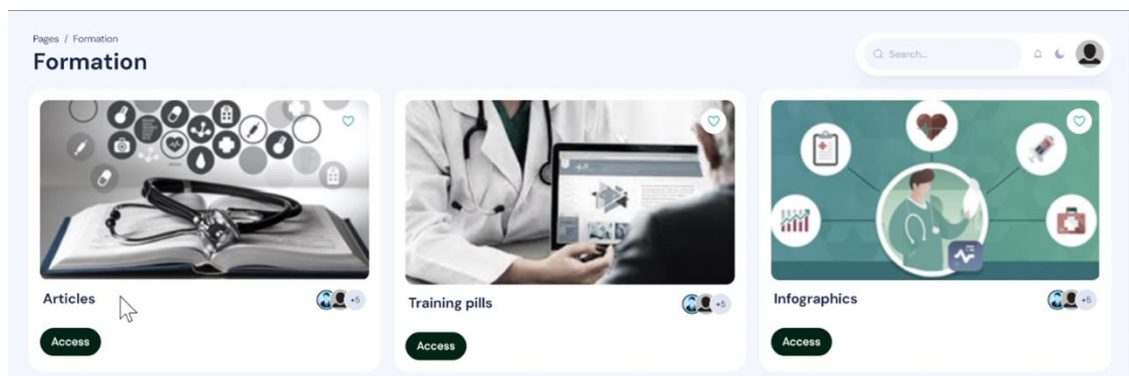 Pages / Formation
Formation
Search...
Articles
+5
Training pills
+5
Infographics
+5
Access
Access
Access